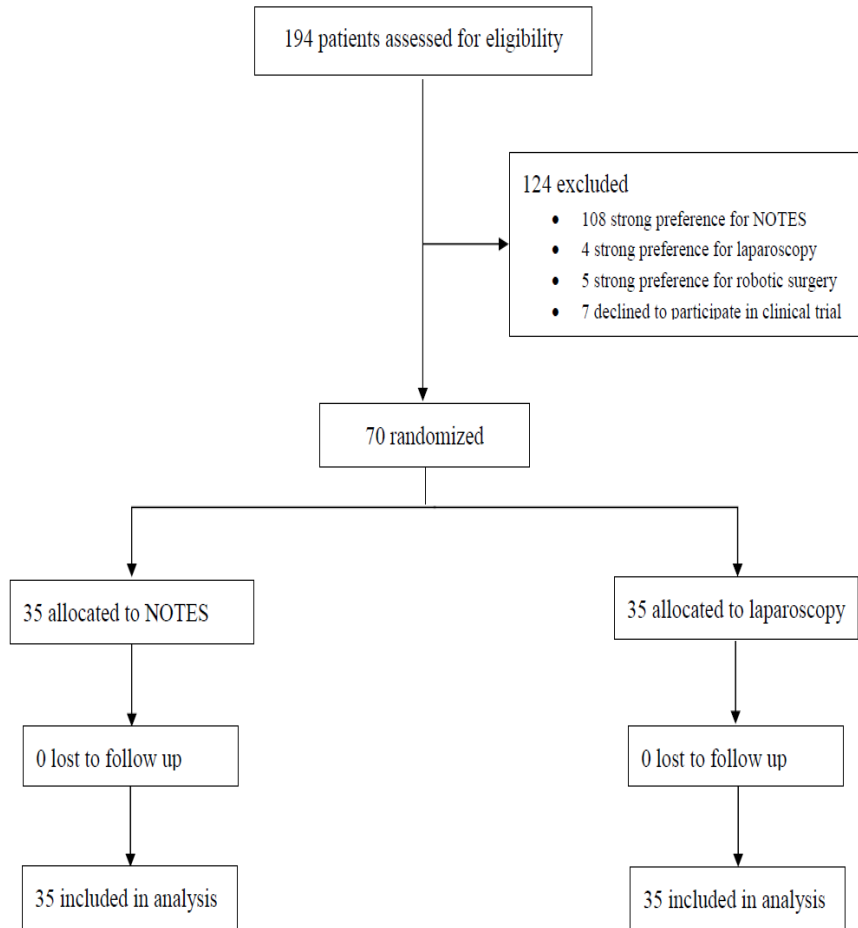 194 patients assessed for eligibility
124 excluded
• 108 strong preference for NOTES
• 4 strong preference for laparoscopy
• 5 strong preference for robotic surgery
• 7 declined to participate in clinical trial
70 randomized
35 allocated to NOTES
35 allocated to laparoscopy
0 lost to follow up
0 lost to follow up
35 included in analysis
35 included in analysis